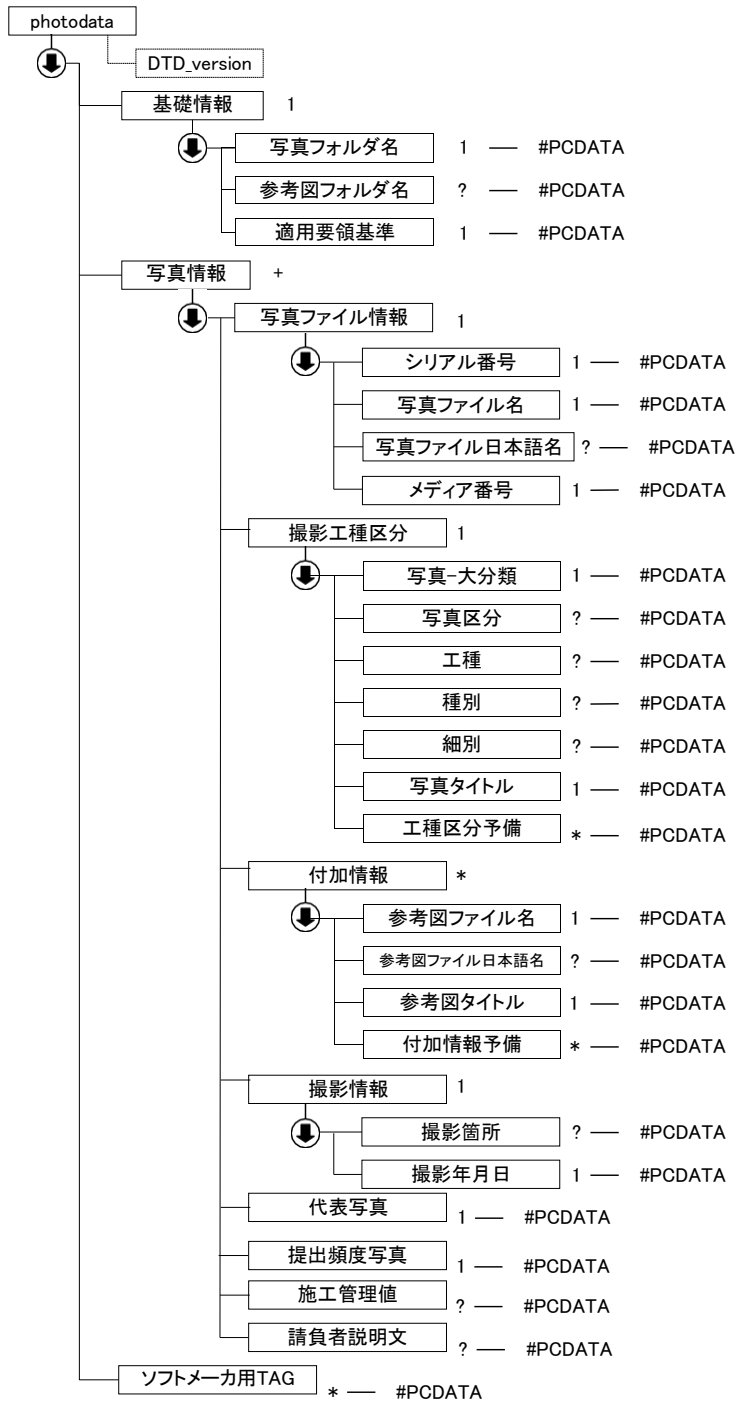 photodata
DTD_version
基礎情報 1
写真フォルダ名 1 ― #PCDATA
参考図フォルダ名 ? ― #PCDATA
適用要領基準 1 ― #PCDATA
写真情報 +
写真ファイル情報 1
シリアル番号 1 ― #PCDATA
写真ファイル名 1 ― #PCDATA
写真ファイル日本語名 ? ― #PCDATA
メディア番号 1 ― #PCDATA
撮影工種区分 1
写真-大分類 1 ― #PCDATA
写真区分 ? ― #PCDATA
工種 ? ― #PCDATA
種別 ? ― #PCDATA
細別 ? ― #PCDATA
写真タイトル 1 ― #PCDATA
工種区分予備 * ― #PCDATA
付加情報 *
参考図ファイル名 1 ― #PCDATA
参考図ファイル日本語名 ? ― #PCDATA
参考図タイトル 1 ― #PCDATA
付加情報予備 * ― #PCDATA
撮影情報 1
撮影箇所 ? ― #PCDATA
撮影年月日 1 ― #PCDATA
代表写真 1 ― #PCDATA
提出頻度写真 1 ― #PCDATA
施工管理値 ? ― #PCDATA
請負者説明文 ? ― #PCDATA
ソフトメーカ用TAG * ― #PCDATA